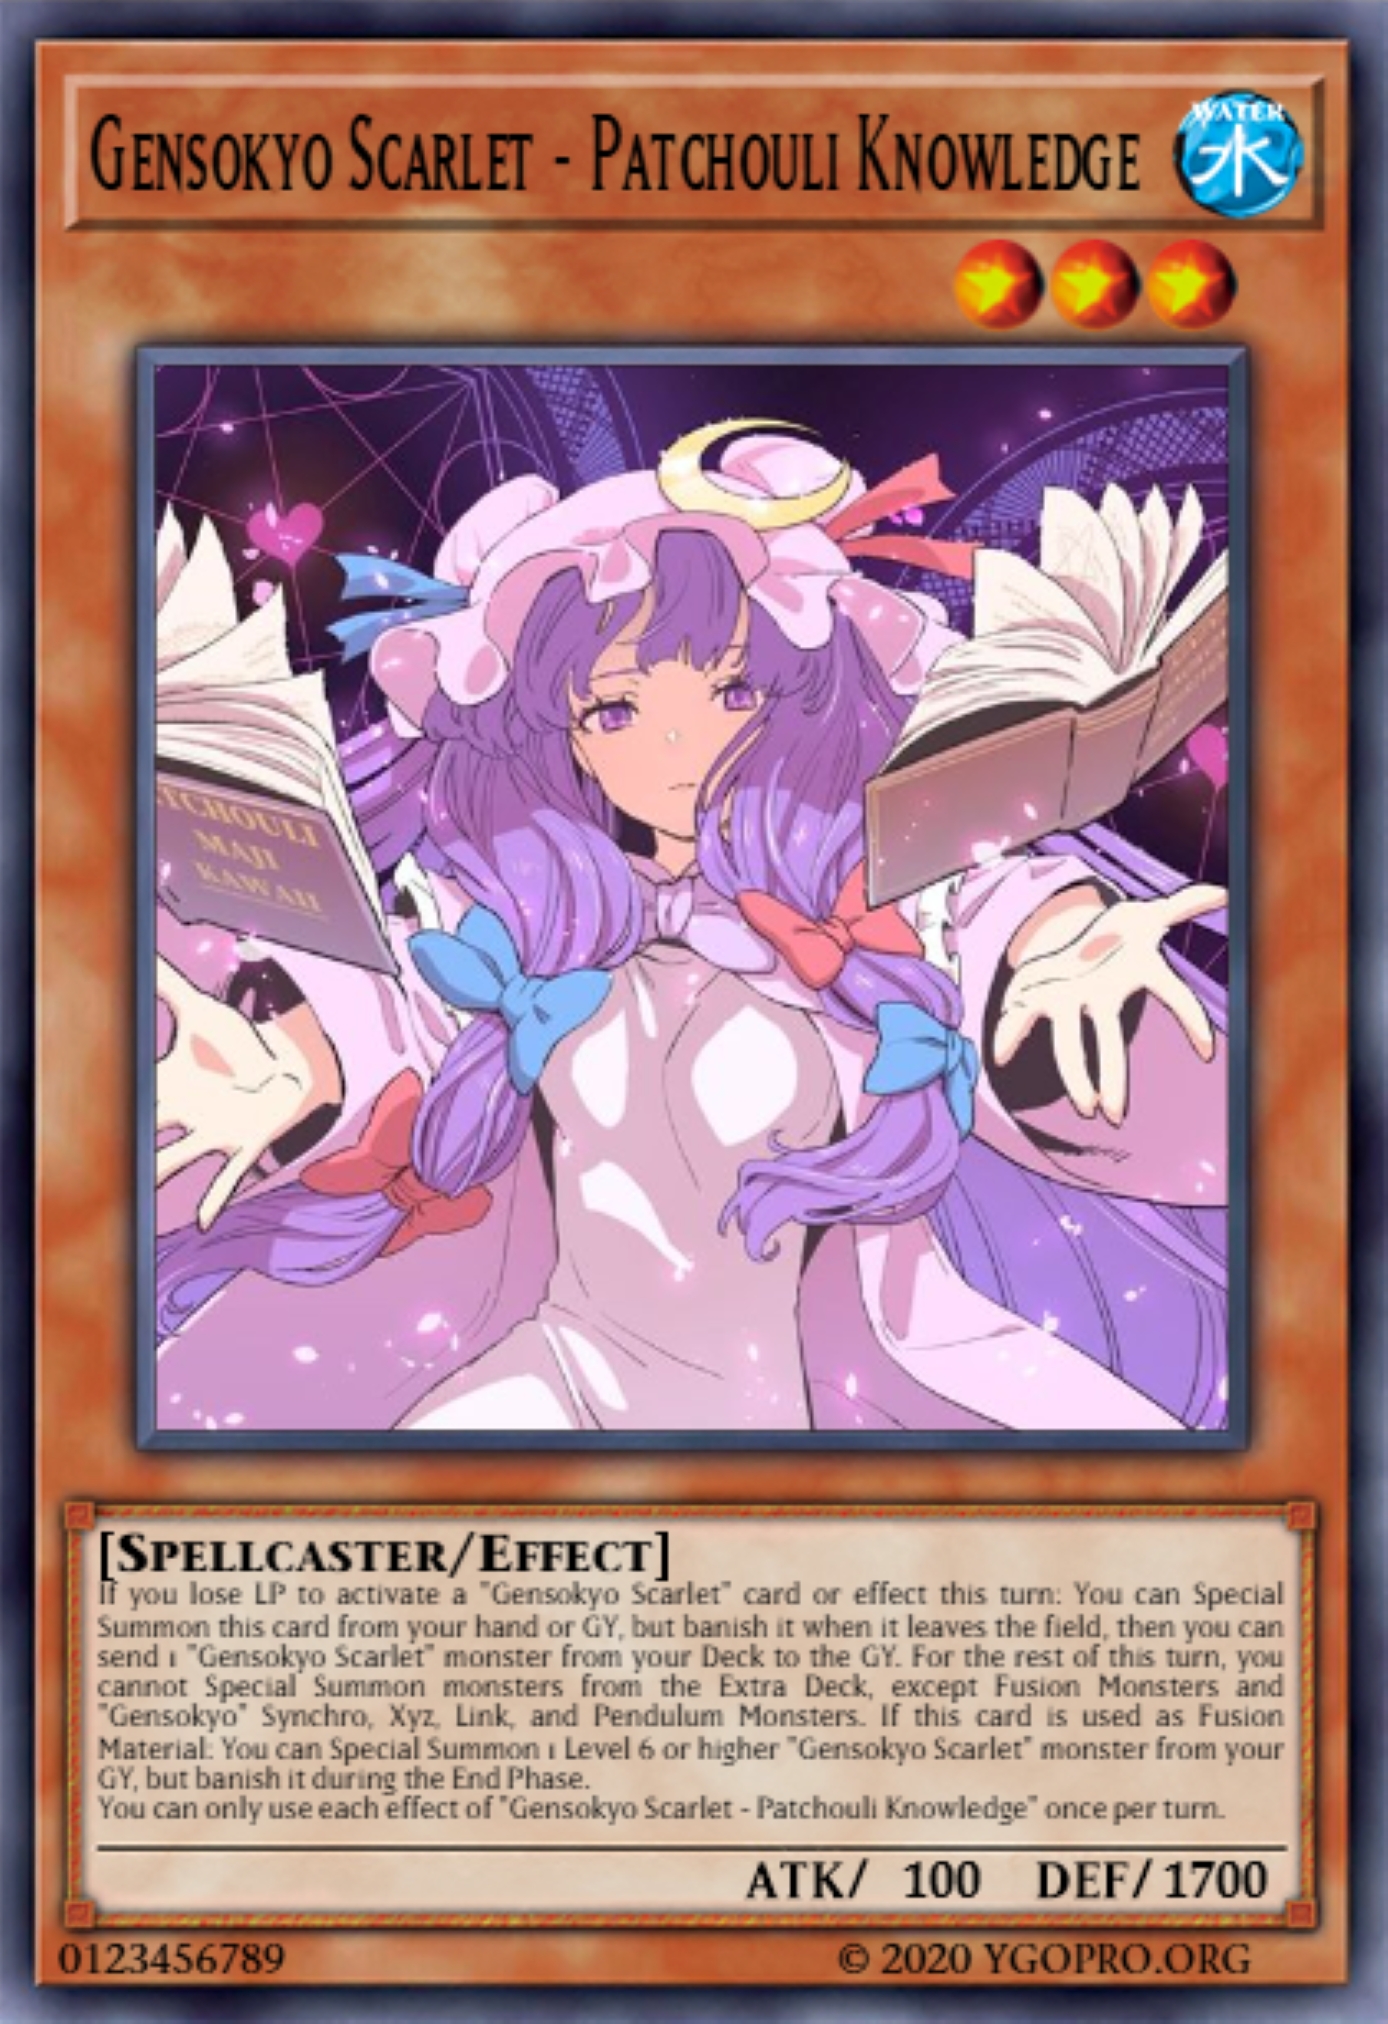 GENSOKYO SCARLET - PATCHOULI KNOWLEDGE
WATER
水
TCHOULI
MAJI
KAWAII
[SPELLCASTER/EFFECT]
If you lose LP to activate a "Gensokyo Scarlet" card or effect this turn: You can Special
Summon this card from your hand or GY, but banish it when it leaves the field, then you can
send 1 "Gensokyo Scarlet" monster from your Deck to the GY. For the rest of this turn, you
cannot Special Summon monsters from the Extra Deck, except Fusion Monsters and
"Gensokyo" Synchro, Xyz, Link, and Pendulum Monsters. If this card is used as Fusion
Material: You can Special Summon 1 Level 6 or higher "Gensokyo Scarlet" monster from your
GY, but banish it during the End Phase.
You can only use each effect of "Gensokyo Scarlet - Patchouli Knowledge" once per turn.
ATK/ 100 DEF/ 1700
0123456789 © 2020 YGOPRO.ORG